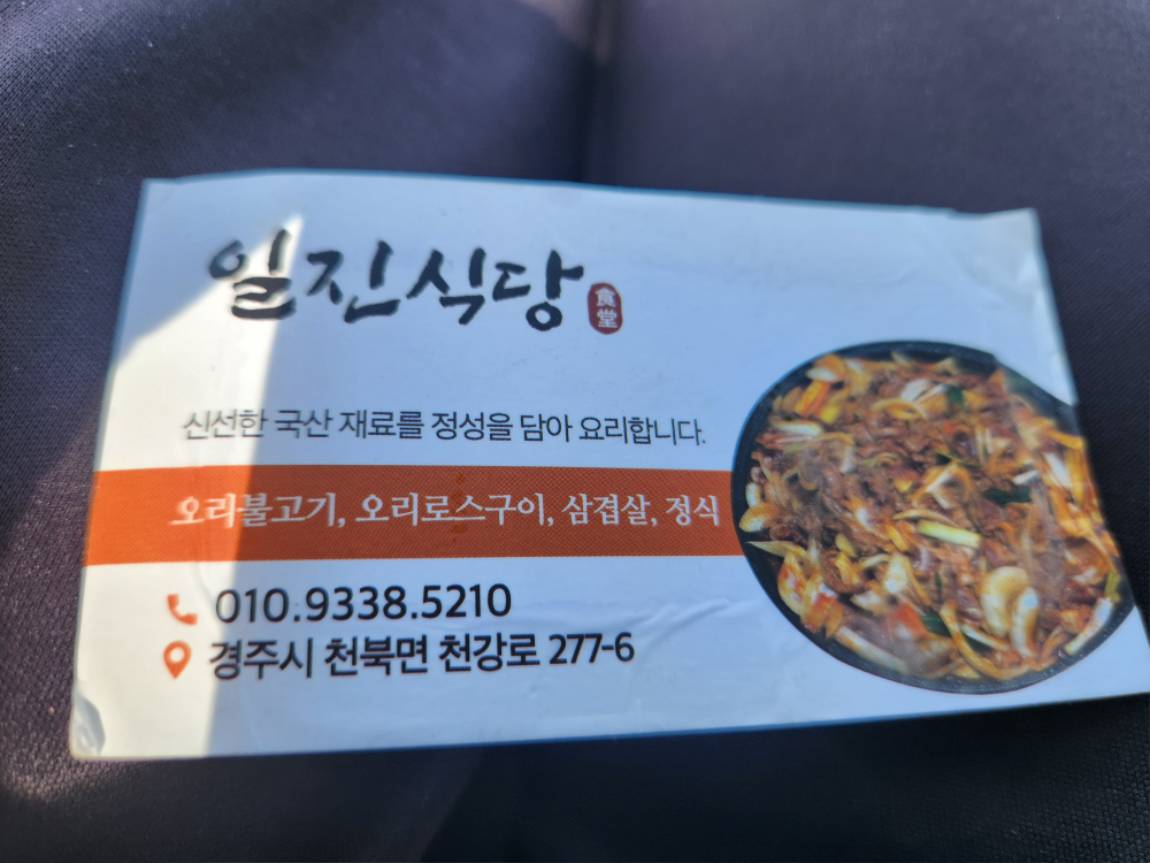 일진식당 食堂
신선한 국산 재료를 정성을 담아 요리합니다.
오리불고기, 오리로스구이, 삼겹살, 정식
010.9338.5210
경주시 천북면 천강로 277-6